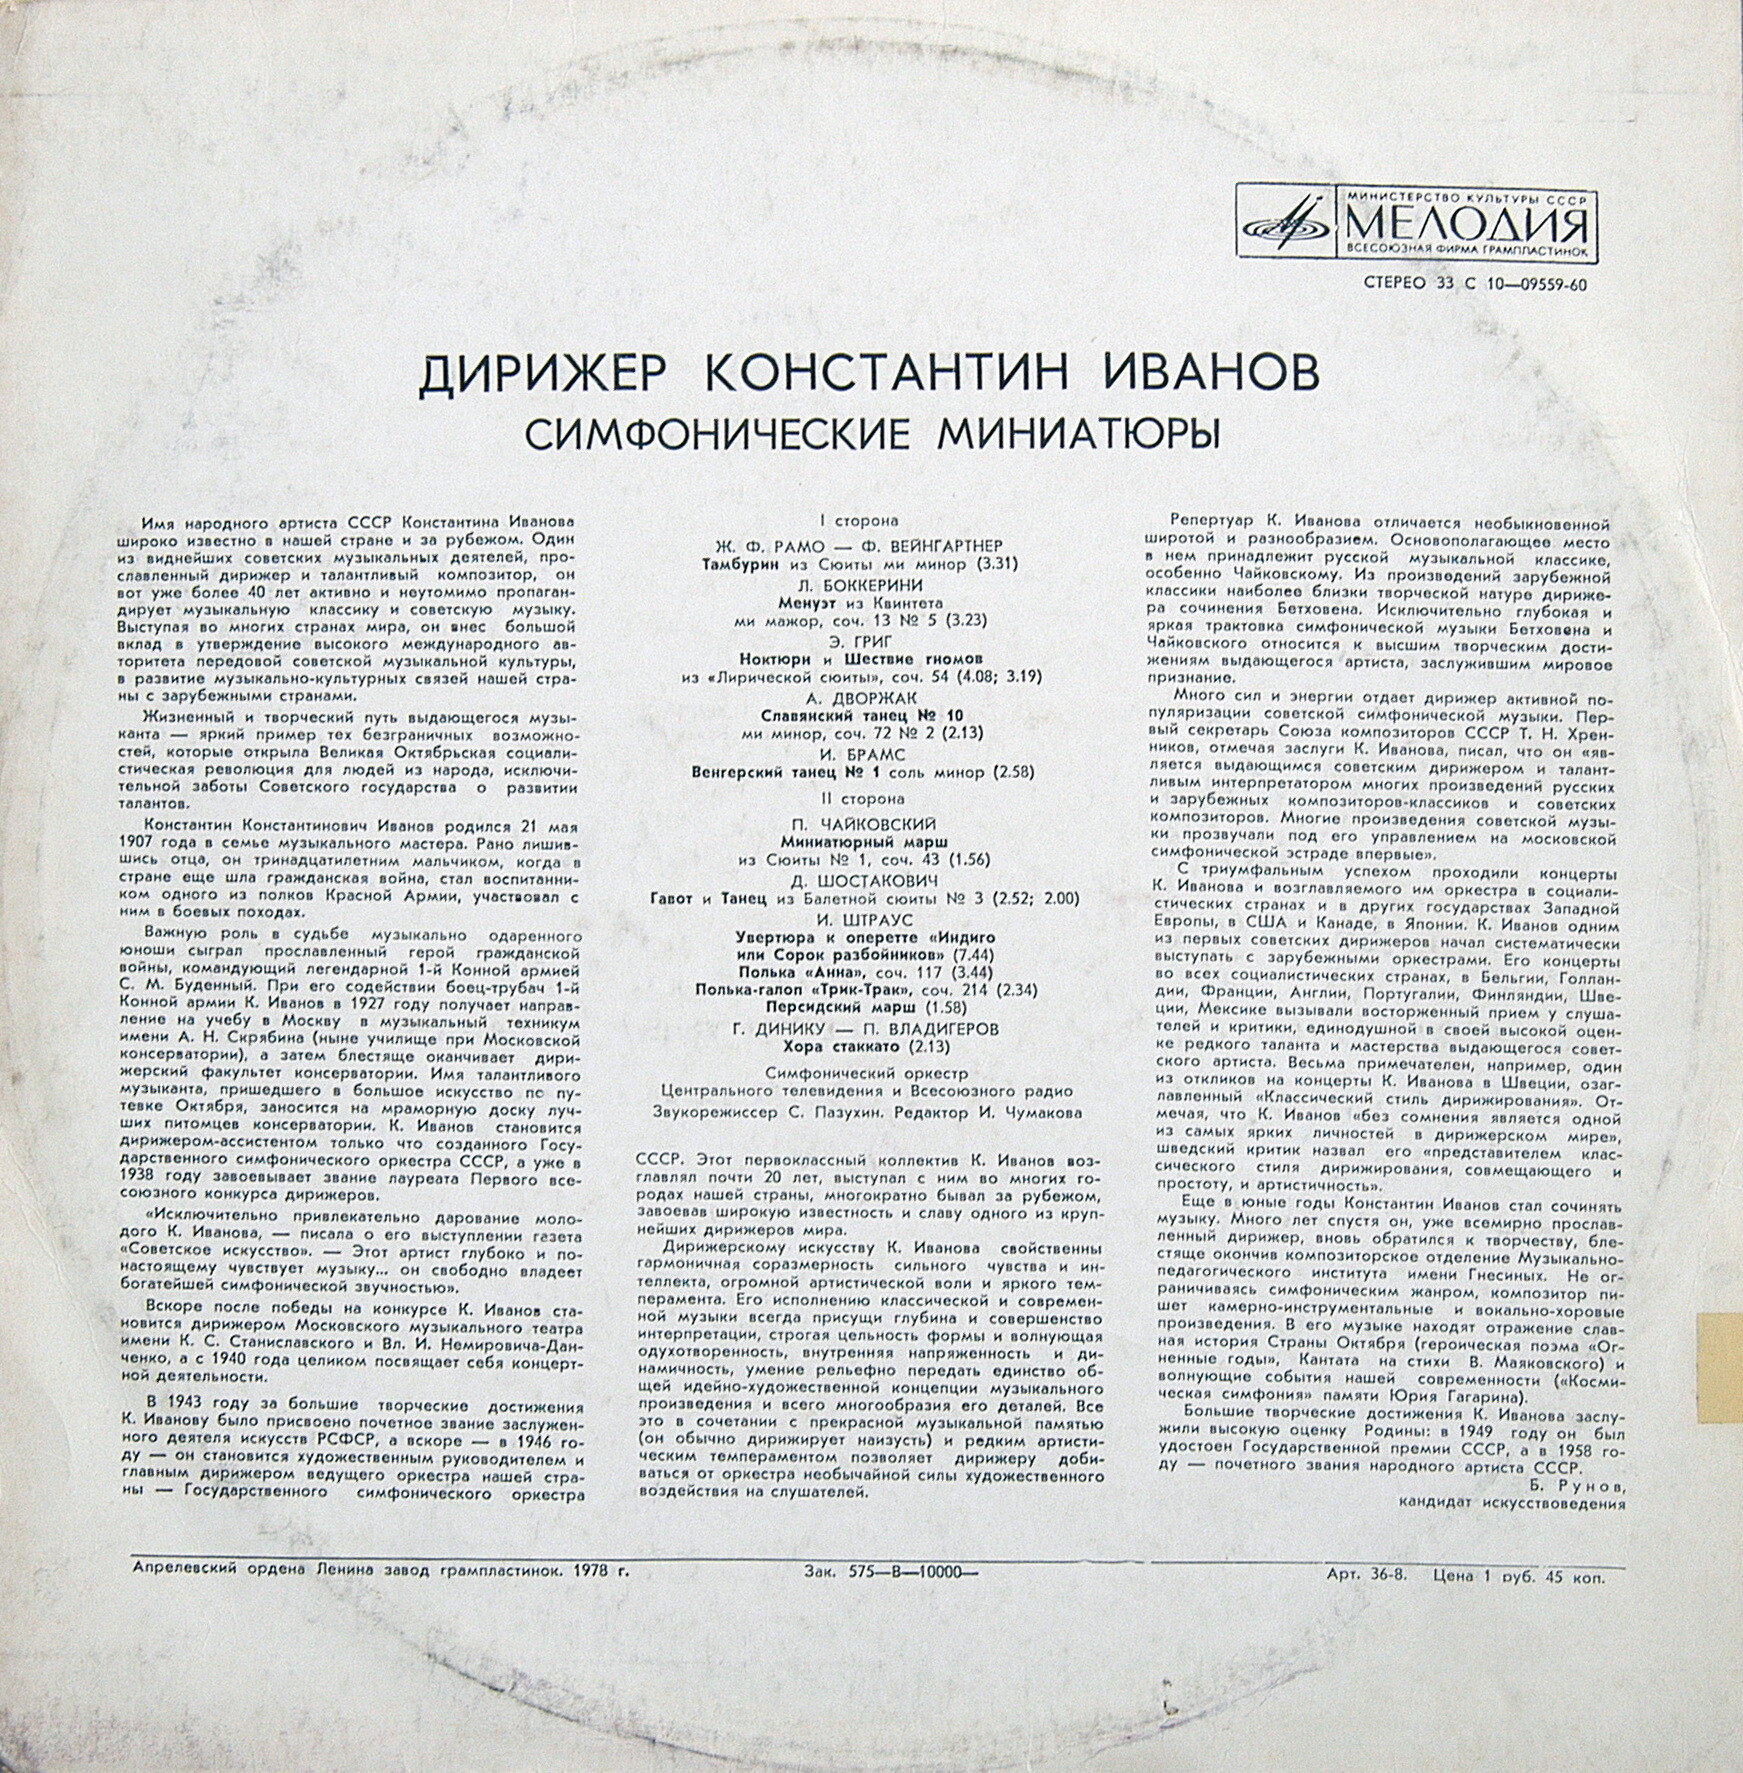 МИНИСТЕРСТВО КУЛЬТУРЫ СССР
МЕЛОДИЯ
ВСЕСОЮЗНАЯ ФИРМА ГРАМПЛАСТИНОК
СТЕРЕО 33 С 10—09559-60
ДИРИЖЕР КОНСТАНТИН ИВАНОВ
СИМФОНИЧЕСКИЕ МИНИАТЮРЫ
Имя народного артиста СССР Константина Иванова
широко известно в нашей стране и за рубежом. Один
из виднейших советских музыкальных деятелей, про-
славленный дирижер и талантливый композитор, он
вот уже более 40 лет активно и неутомимо пропаган-
дирует музыкальную классику и советскую музыку.
Выступая во многих странах мира, он внес большой
вклад в утверждение высокого международного ав-
торитета передовой советской музыкальной культуры,
в развитие музыкально-культурных связей нашей стра-
ны с зарубежными странами.
Жизненный и творческий путь выдающегося музы-
канта — яркий пример тех безграничных возможно-
стей, которые открыла Великая Октябрьская социали-
стическая революция для людей из народа, исключи-
тельной заботы Советского государства о развитии
талантов.
Константин Константинович Иванов родился 21 мая
1907 года в семье музыкального мастера. Рано лишив-
шись отца, он тринадцатилетним мальчиком, когда в
стране еще шла гражданская война, стал воспитанни-
ком одного из полков Красной Армии, участвовал с
ним в боевых походах.
Важную роль в судьбе музыкально одаренного
юноши сыграл прославленный герой гражданской
войны, командующий легендарной 1-й Конной армией
С. М. Буденный. При его содействии боец-трубач 1-й
Конной армии К. Иванов в 1927 году получает направ-
ление на учебу в Москву в музыкальный техникум
имени А. Н. Скрябина (ныне училище при Московской
консерватории), а затем блестяще оканчивает дири-
жерский факультет консерватории. Имя талантливого
музыканта, пришедшего в большое искусство по пу-
тевке Октября, заносится на мраморную доску луч-
ших питомцев консерватории. К. Иванов становится
дирижером-ассистентом только что созданного Госу-
дарственного симфонического оркестра СССР, а уже в
1938 году завоевывает звание лауреата Первого все-
союзного конкурса дирижеров.
«Исключительно привлекательно дарование моло-
дого К. Иванова, — писала о его выступлении газета
«Советское искусство». — Этот артист глубоко и по-
настоящему чувствует музыку... он свободно владеет
богатейшей симфонической звучностью».
Вскоре после победы на конкурсе К. Иванов ста-
новится дирижером Московского музыкального театра
имени К. С. Станиславского и Вл. И. Немировича-Дан-
ченко, а с 1940 года целиком посвящает себя концерт-
ной деятельности.
В 1943 году за большие творческие достижения
К. Иванову было присвоено почетное звание заслужен-
ного деятеля искусств РСФСР, а вскоре — в 1946 го-
ду — он становится художественным руководителем и
главным дирижером ведущего оркестра нашей стра-
ны — Государственного симфонического оркестра
I сторона
Ж. Ф. РАМО — Ф. ВЕЙНГАРТНЕР
Тамбурин из Сюиты ми минор (3.31)
Л. БОККЕРИНИ
Менуэт из Квинтета
ми мажор, соч. 13 № 5 (3.23)
Э. ГРИГ
Ноктюрн и Шествие гномов
из «Лирической сюиты», соч. 54 (4.08; 3.19)
А. ДВОРЖАК
Славянский танец № 10
ми минор, соч. 72 № 2 (2.13)
И. БРАМС
Венгерский танец № 1 соль минор (2.58)
II сторона
П. ЧАЙКОВСКИЙ
Миниатюрный марш
из Сюиты № 1, соч. 43 (1.56)
Д. ШОСТАКОВИЧ
Гавот и Танец из Балетной сюиты № 3 (2.52; 2.00)
И. ШТРАУС
Увертюра к оперетте «Индиго
или Сорок разбойников» (7.44)
Полька «Анна», соч. 117 (3.44)
Полька-галоп «Трик-Трак», соч. 214 (2.34)
Персидский марш (1.58)
Г. ДИНИКУ — П. ВЛАДИГЕРОВ
Хора стаккато (2.13)
Симфонический оркестр
Центрального телевидения и Всесоюзного радио
Звукорежиссер С. Пазухин. Редактор И. Чумакова
СССР. Этот первоклассный коллектив К. Иванов воз-
главлял почти 20 лет, выступал с ним во многих го-
родах нашей страны, многократно бывал за рубежом,
завоевав широкую известность и славу одного из круп-
нейших дирижеров мира.
Дирижерскому искусству К. Иванова свойственны
гармоничная соразмерность сильного чувства и ин-
теллекта, огромной артистической воли и яркого тем-
перамента. Его исполнению классической и современ-
ной музыки всегда присущи глубина и совершенство
интерпретации, строгая цельность формы и волнующая
одухотворенность, внутренняя напряженность и ди-
намичность, умение рельефно передать единство об-
щей идейно-художественной концепции музыкального
произведения и всего многообразия его деталей. Все
это в сочетании с прекрасной музыкальной памятью
(он обычно дирижирует наизусть) и редким артисти-
ческим темпераментом позволяет дирижеру доби-
ваться от оркестра необычайной силы художественного
воздействия на слушателей.
Репертуар К. Иванова отличается необыкновенной
широтой и разнообразием. Основополагающее место
в нем принадлежит русской музыкальной классике,
особенно Чайковскому. Из произведений зарубежной
классики наиболее близки творческой натуре дириже-
ра сочинения Бетховена. Исключительно глубокая и
яркая трактовка симфонической музыки Бетховена и
Чайковского относится к высшим творческим дости-
жениям выдающегося артиста, заслужившим мировое
признание.
Много сил и энергии отдает дирижер активной по-
пуляризации советской симфонической музыки. Пер-
вый секретарь Союза композиторов СССР Т. Н. Хрен-
ников, отмечая заслуги К. Иванова, писал, что он «яв-
ляется выдающимся советским дирижером и талант-
ливым интерпретатором многих произведений русских
и зарубежных композиторов-классиков и советских
композиторов. Многие произведения советской музы-
ки прозвучали под его управлением на московской
симфонической эстраде впервые».
С триумфальным успехом проходили концерты
К. Иванова и возглавляемого им оркестра в социали-
стических странах и в других государствах Западной
Европы, в США и Канаде, в Японии. К. Иванов одним
из первых советских дирижеров начал систематически
выступать с зарубежными оркестрами. Его концерты
во всех социалистических странах, в Бельгии, Голлан-
дии, Франции, Англии, Португалии, Финляндии, Шве-
ции, Мексике вызывали восторженный прием у слуша-
телей и критики, единодушной в своей высокой оцен-
ке редкого таланта и мастерства выдающегося совет-
ского артиста. Весьма примечателен, например, один
из откликов на концерты К. Иванова в Швеции, озаг-
лавленный «Классический стиль дирижирования». От-
мечая, что К. Иванов «без сомнения является одной
из самых ярких личностей в дирижерском мире»,
шведский критик назвал его «представителем клас-
сического стиля дирижирования, совмещающего и
простоту, и артистичность».
Еще в юные годы Константин Иванов стал сочинять
музыку. Много лет спустя он, уже всемирно прослав-
ленный дирижер, вновь обратился к творчеству, бле-
стяще окончив композиторское отделение Музыкально-
педагогического института имени Гнесиных. Не ог-
раничиваясь симфоническим жанром, композитор пи-
шет камерно-инструментальные и вокально-хоровые
произведения. В его музыке находят отражение слав-
ная история Страны Октября (героическая поэма «Ог-
ненные годы», Кантата на стихи В. Маяковского) и
волнующие события нашей современности («Косми-
ческая симфония» памяти Юрия Гагарина).
Большие творческие достижения К. Иванова заслу-
жили высокую оценку Родины: в 1949 году он был
удостоен Государственной премии СССР, а в 1958 го-
ду — почетного звания народного артиста СССР.
Б. Рунов,
кандидат искусствоведения
Апрелевский ордена Ленина завод грампластинок. 1978 г.
Зак. 575—В—10000—
Арт. 36-8. Цена 1 руб. 45 коп.